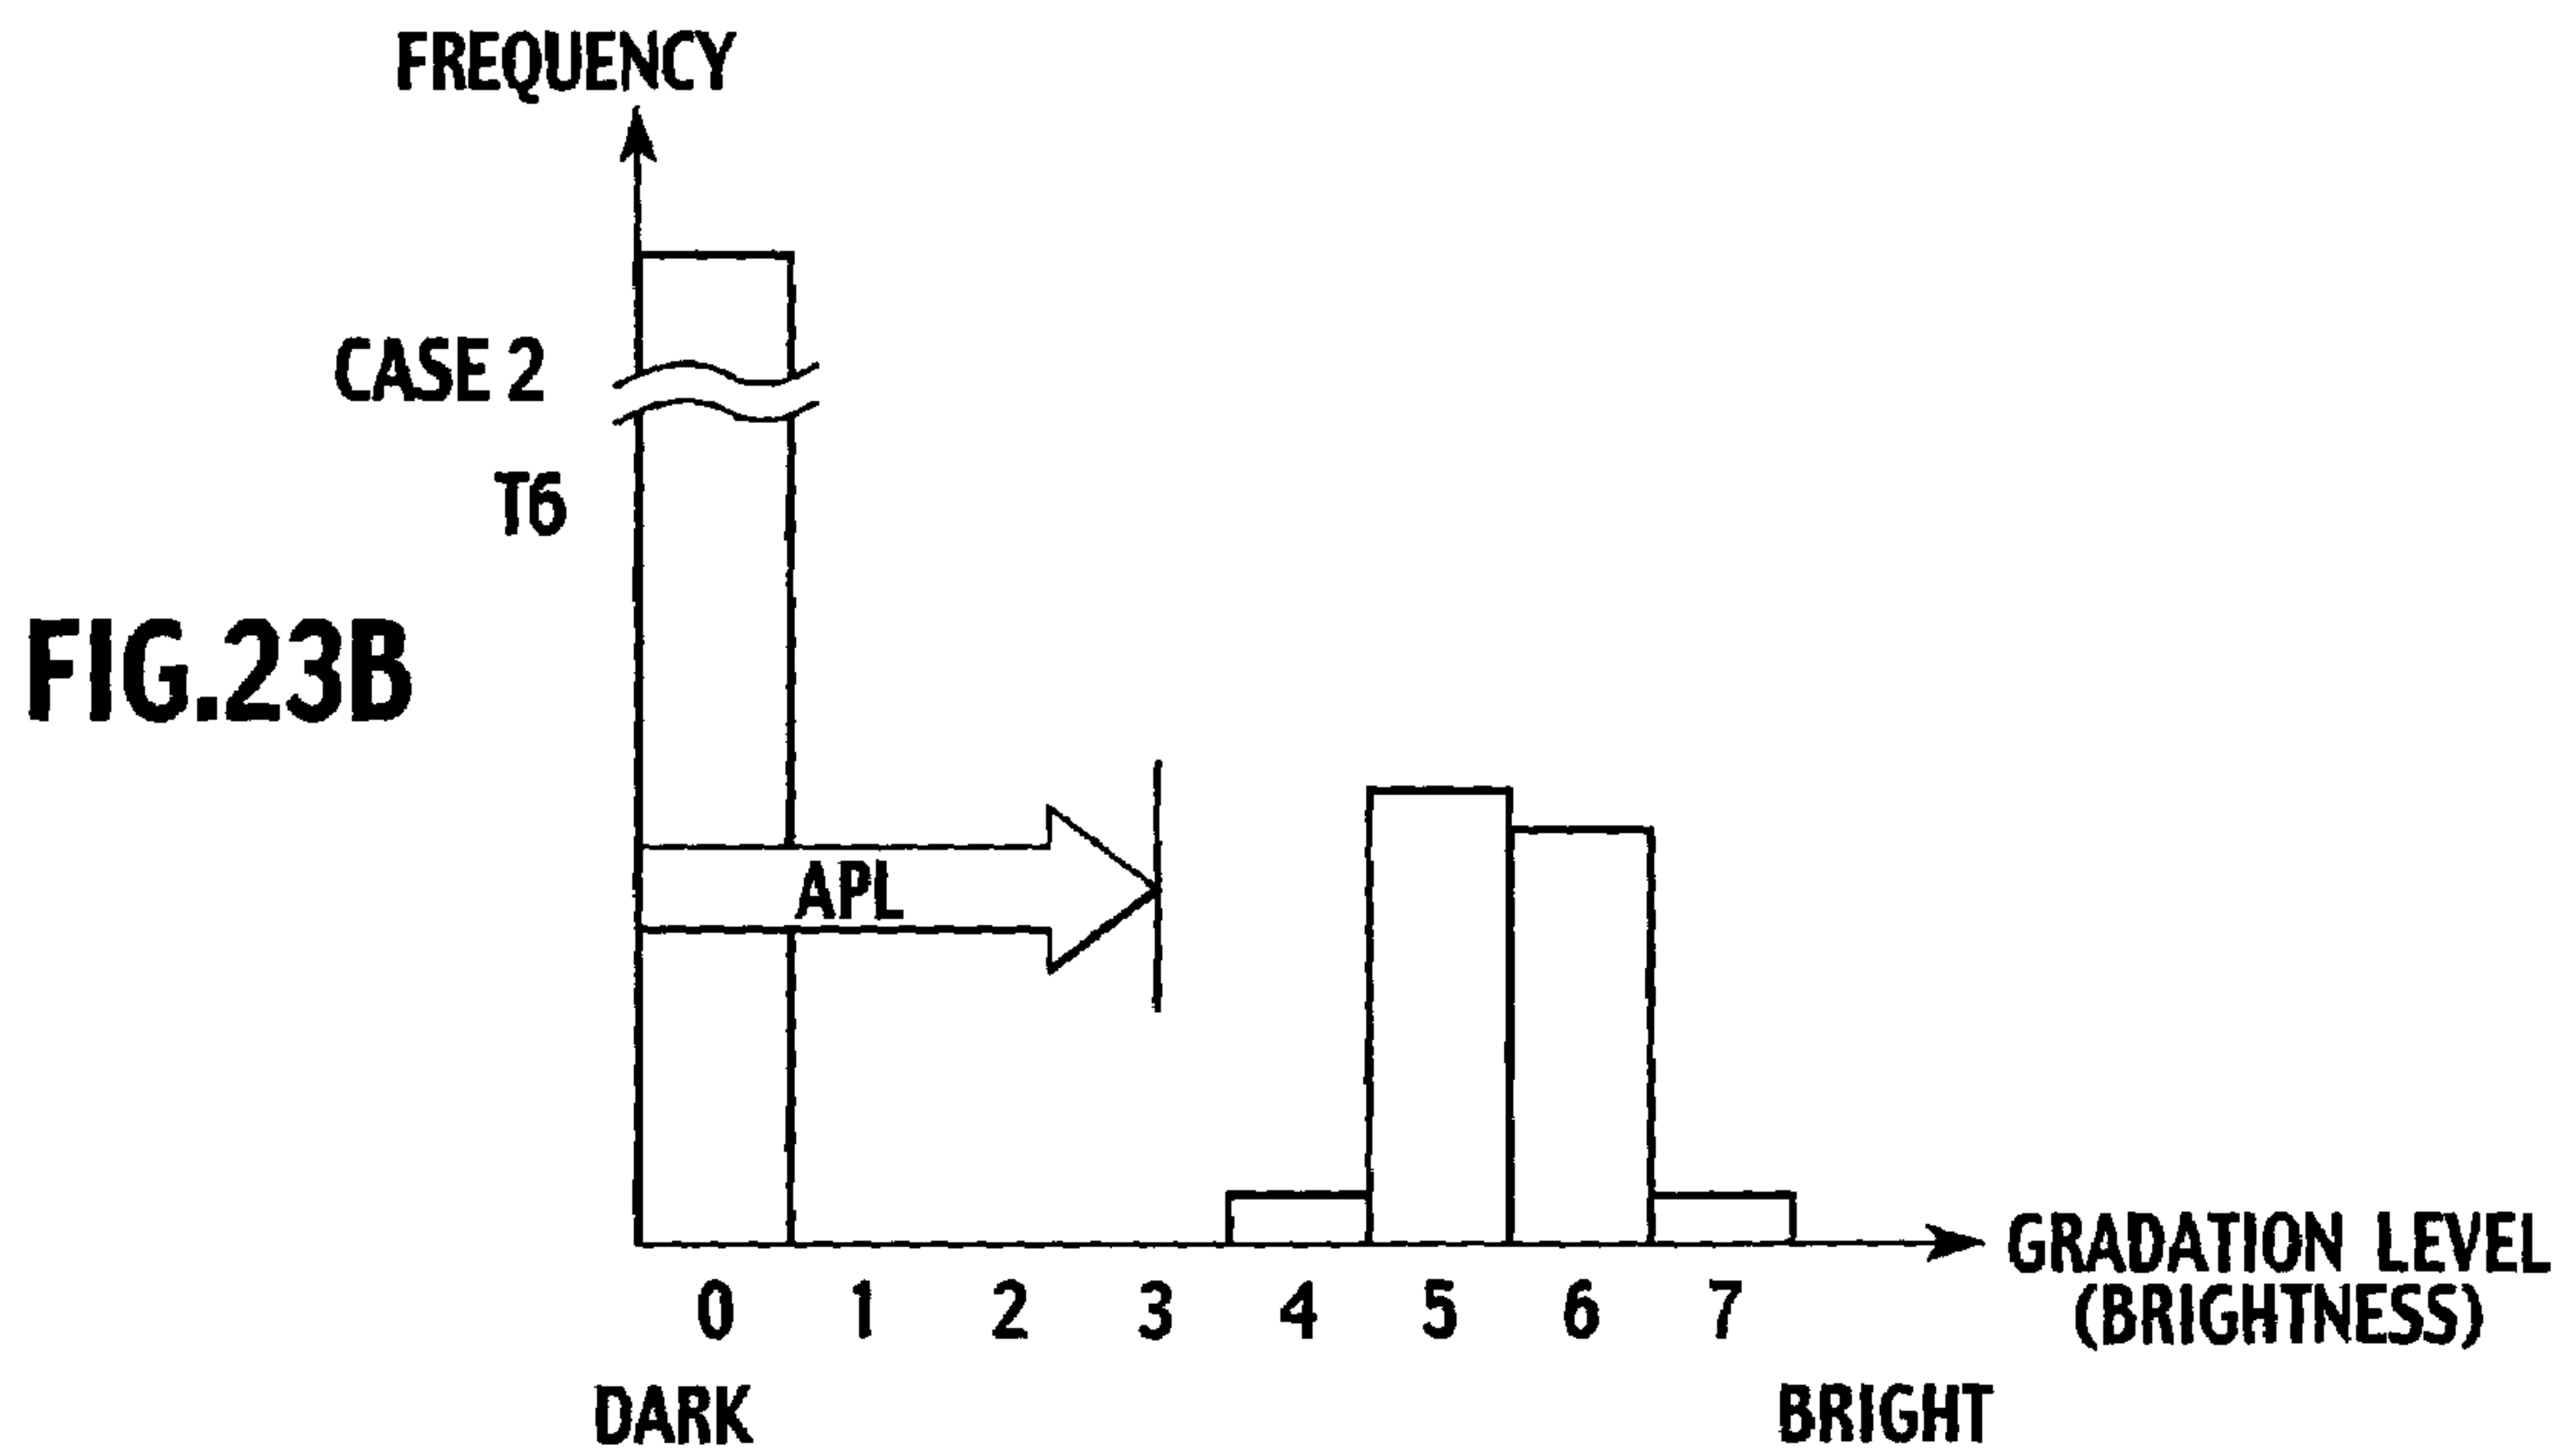 FREQUENCY
CASE 2
T6
FIG.23B
APL
0 1 2 3 4 5 6 7
GRADATION LEVEL
(BRIGHTNESS)
DARK BRIGHT